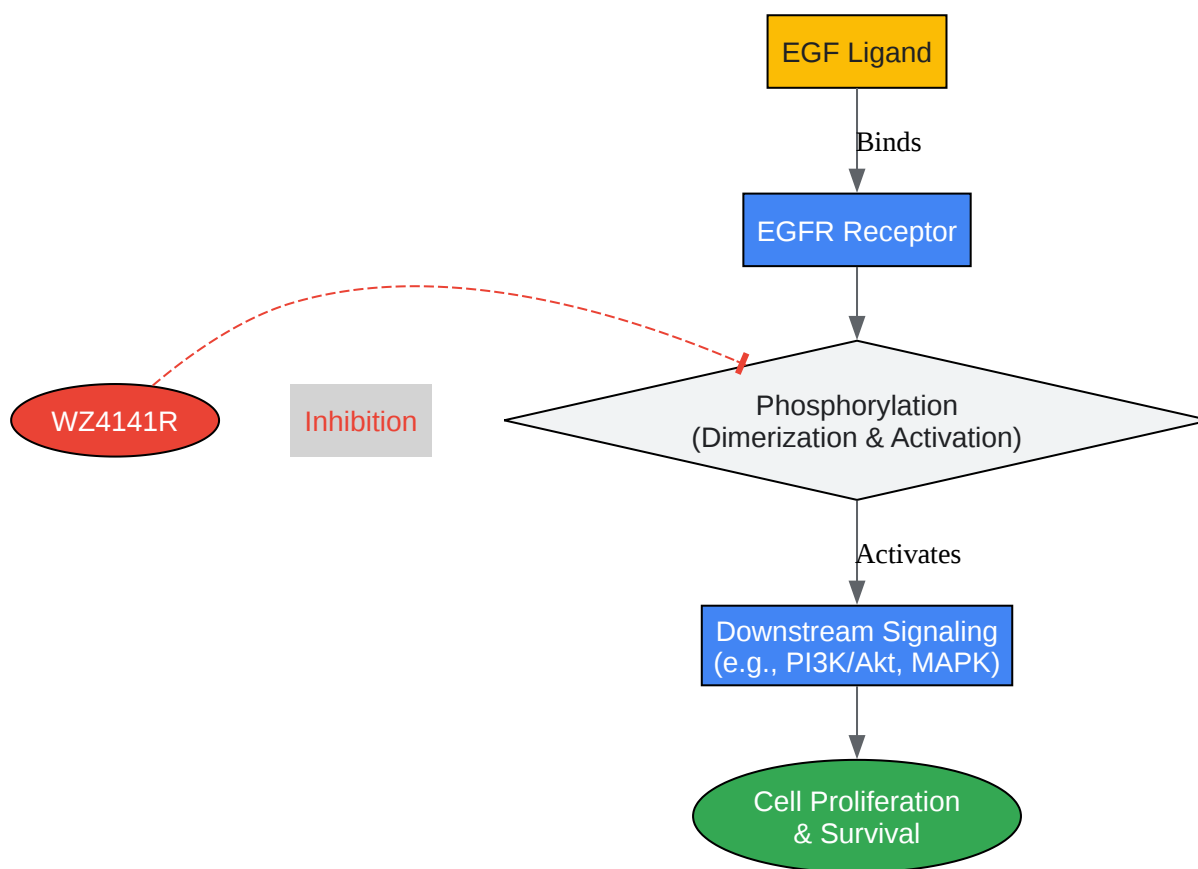 EGF Ligand
Binds
EGFR Receptor
WZ4141R
Inhibition
Phosphorylation
(Dimerization & Activation)
Activates
Downstream Signaling
(e.g., PI3K/Akt, MAPK)
Cell Proliferation
& Survival